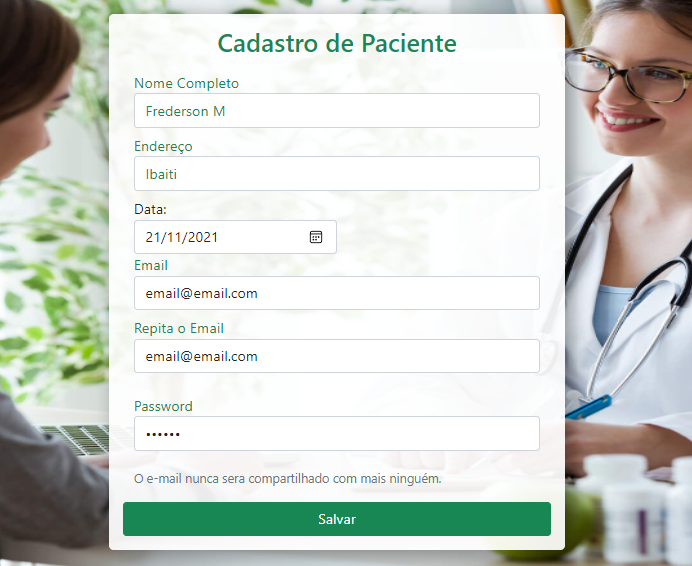 Cadastro de Paciente
Nome Completo
Frederson M
Endereço
Ibaiti
Data:
21/11/2021
Email
email@email.com
Repita o Email
email@email.com
Password
••••••
O e-mail nunca sera compartilhado com mais ninguém.
Salvar